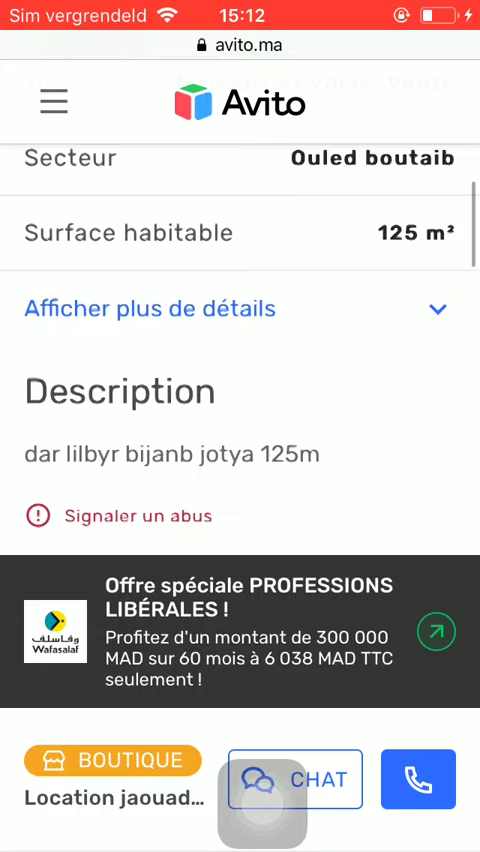 Sim vergrendeld 15:12
avito.ma
Avito
Secteur Ouled boutaib
Surface habitable 125 m²
Afficher plus de détails
Description
dar lilbyr bijanb jotya 125m
Signaler un abus
Offre spéciale PROFESSIONS
LIBÉRALES !
Profitez d'un montant de 300 000
MAD sur 60 mois à 6 038 MAD TTC
seulement !
وفاسلف
Wafasalaf
BOUTIQUE
Location jaouad...
CHAT